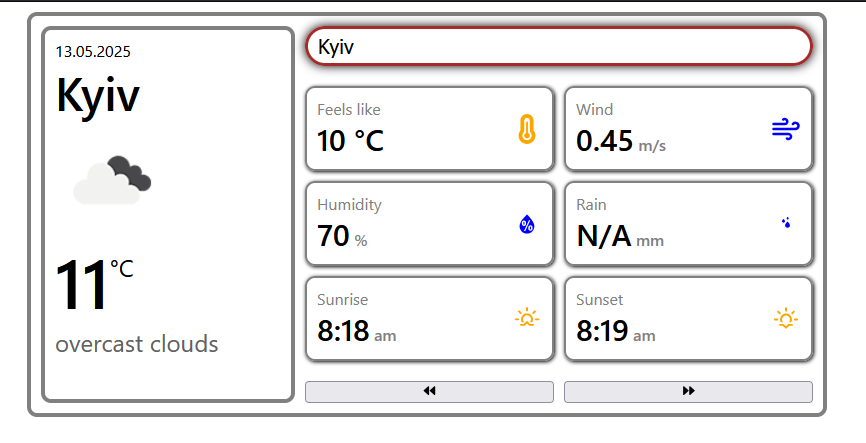 13.05.2025
Kyiv
11 °C
overcast clouds
Kyiv
Feels like
10 °C
Wind
0.45 m/s
Humidity
70 %
Rain
N/A mm
Sunrise
8:18 am
Sunset
8:19 am